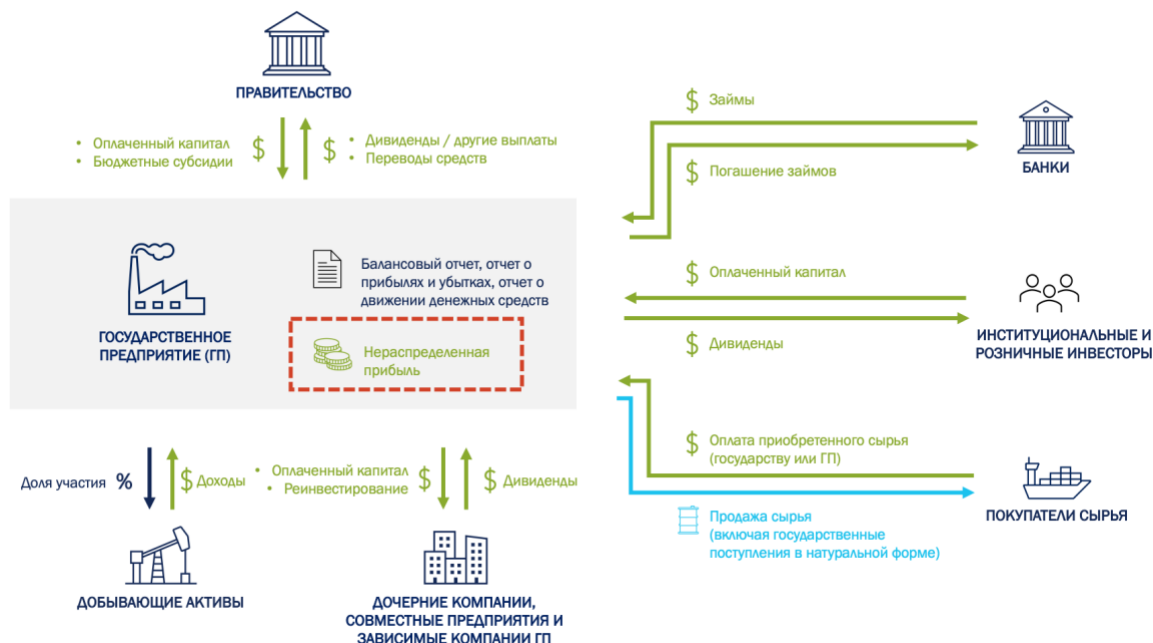 ПРАВИТЕЛЬСТВО
• Оплаченный капитал
• Бюджетные субсидии
$
$
• Дивиденды / другие выплаты
• Переводы средств
$ Займы
$ Погашение займов
БАНКИ
ГОСУДАРСТВЕННОЕ
ПРЕДПРИЯТИЕ (ГП)
Балансовый отчет, отчет о
прибылях и убытках, отчет о
движении денежных средств
Нераспределенная
прибыль
$ Оплаченный капитал
$ Дивиденды
ИНСТИТУЦИОНАЛЬНЫЕ И
РОЗНИЧНЫЕ ИНВЕСТОРЫ
$ Оплата приобретенного сырья
(государству или ГП)
Продажа сырья
(включая государственные
поступления в натуральной форме)
ПОКУПАТЕЛИ СЫРЬЯ
Доля участия %
$ Доходы
• Оплаченный капитал
• Реинвестирование
$
$ Дивиденды
ДОБЫВАЮЩИЕ АКТИВЫ
ДОЧЕРНИЕ КОМПАНИИ,
СОВМЕСТНЫЕ ПРЕДПРИЯТИЯ И
ЗАВИСИМЫЕ КОМПАНИИ ГП